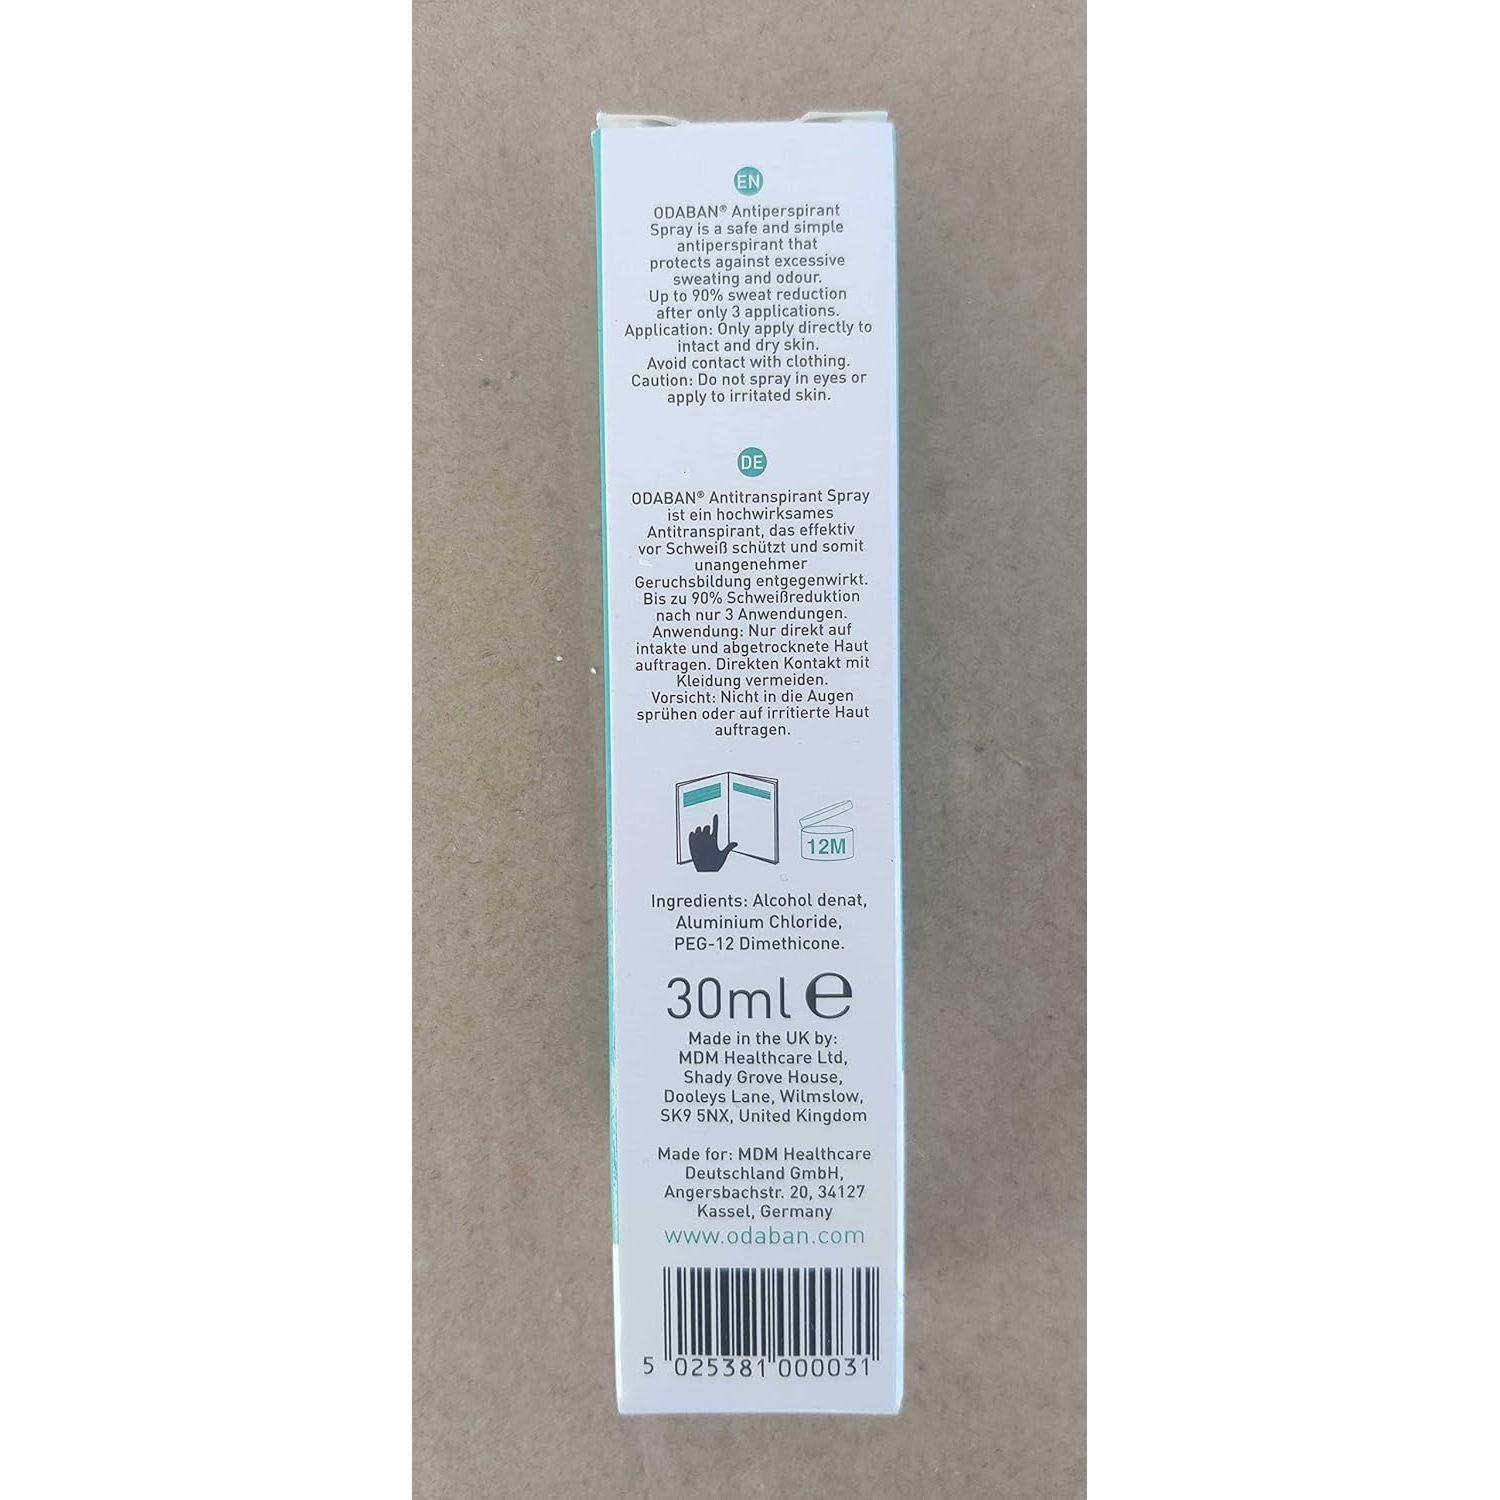 EN
ODABAN® Antiperspirant
Spray is a safe and simple
antiperspirant that
protects against excessive
sweating and odour.
Up to 90% sweat reduction
after only 3 applications.
Application: Only apply directly to
intact and dry skin.
Avoid contact with clothing.
Caution: Do not spray in eyes or
apply to irritated skin.
DE
ODABAN® Antitranspirant Spray
ist ein hochwirksames
Antitranspirant, das effektiv
vor Schweiß schützt und somit
unangenehmer
Geruchsbildung entgegenwirkt.
Bis zu 90% Schweißreduktion
nach nur 3 Anwendungen.
Anwendung: Nur direkt auf
intakte und abgetrocknete Haut
auftragen. Direkten Kontakt mit
Kleidung vermeiden.
Vorsicht: Nicht in die Augen
sprühen oder auf irritierte Haut
auftragen.
12M
Ingredients: Alcohol denat,
Aluminium Chloride,
PEG-12 Dimethicone.
30ml e
Made in the UK by:
MDM Healthcare Ltd,
Shady Grove House,
Dooleys Lane, Wilmslow,
SK9 5NX, United Kingdom
Made for: MDM Healthcare
Deutschland GmbH,
Angersbachstr. 20, 34127
Kassel, Germany
www.odaban.com
5 025381 000031